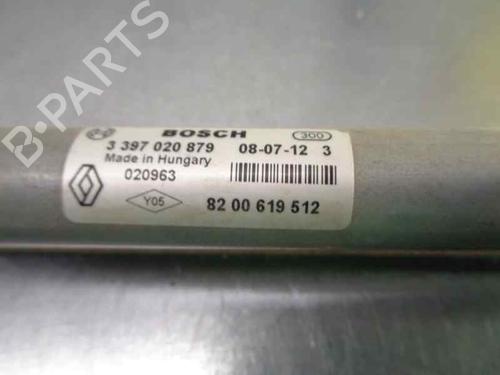 B-PARTS
BOSCH 300
3 397 020 879 08-07-12 3
Made in Hungary
020963
Y05 82 00 619 512